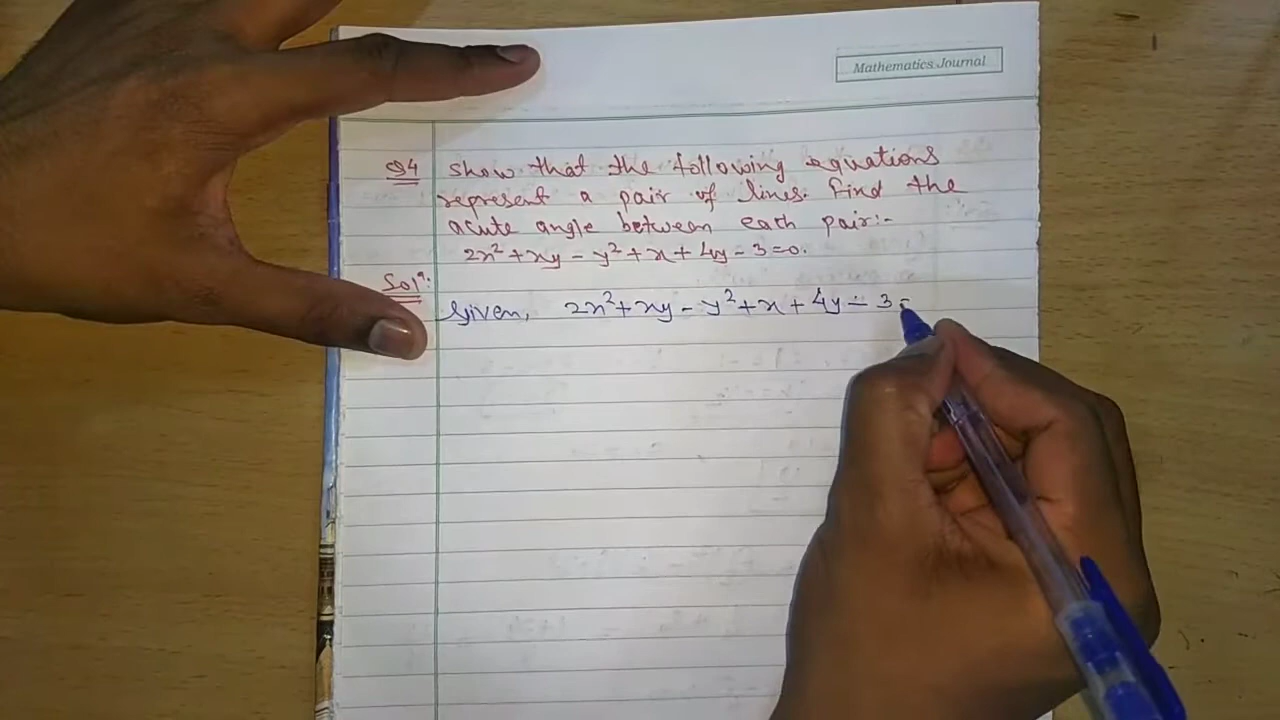 Mathematics Journal
Q4 Show that the following equations
represent a pair of lines. Find the
acute angle between each pair:-
2x² + xy - y² + x + 4y - 3 = 0.
Solⁿ:
Given, 2x² + xy - y² + x + 4y - 3